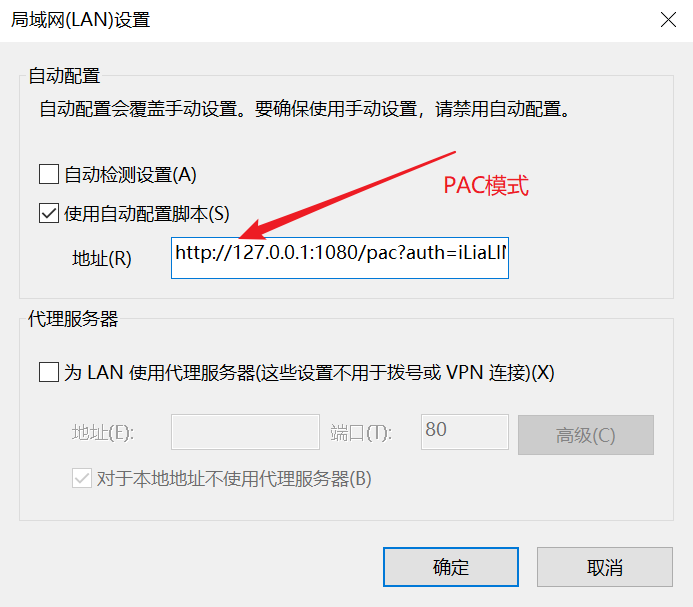 局域网(LAN)设置
自动配置
自动配置会覆盖手动设置。要确保使用手动设置，请禁用自动配置。
自动检测设置(A)
PAC模式
使用自动配置脚本(S)
地址(R)
http://127.0.0.1:1080/pac?auth=iLiaLI
代理服务器
为 LAN 使用代理服务器(这些设置不用于拨号或 VPN 连接)(X)
地址(E):
端口(T):
80
高级(C)
对于本地地址不使用代理服务器(B)
确定
取消